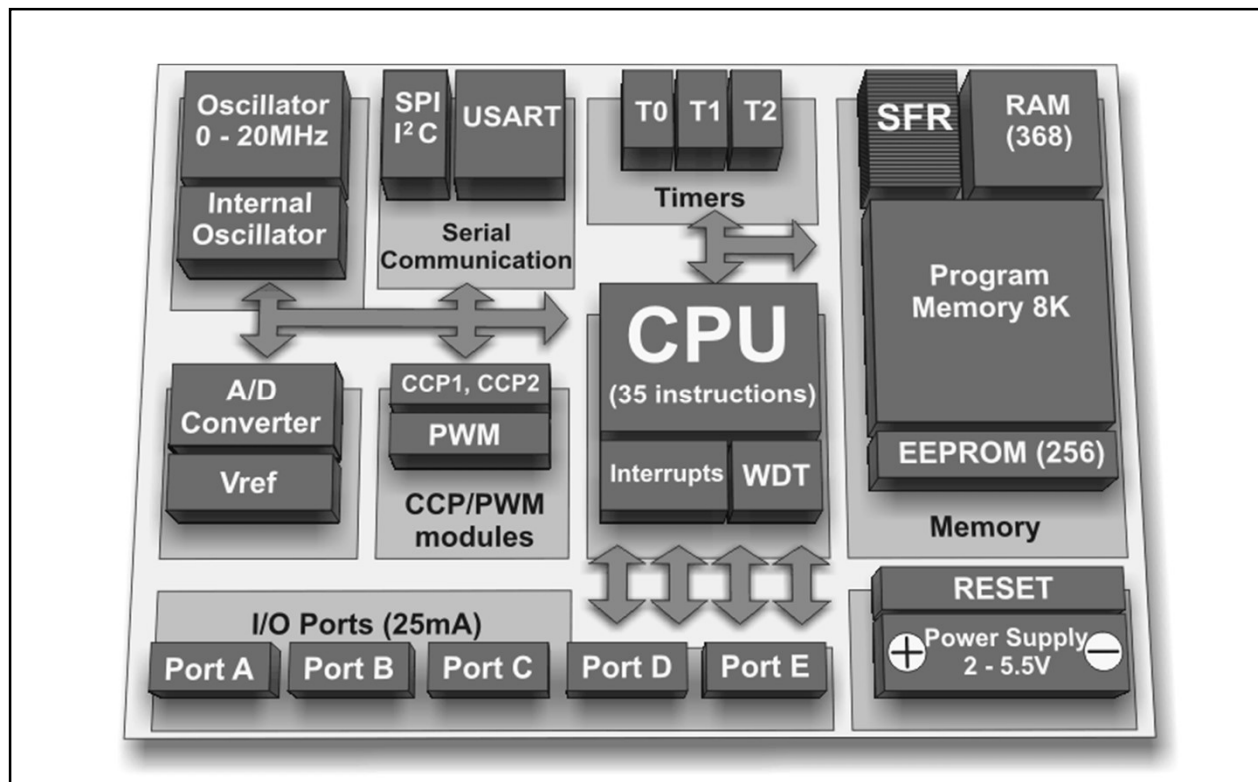 Oscillator
0 - 20MHz
Internal
Oscillator
SPI
I²C
USART
Serial
Communication
T0
T1
T2
Timers
SFR
RAM
(368)
Program
Memory 8K
EEPROM (256)
Memory
CPU
(35 instructions)
Interrupts
WDT
A/D
Converter
Vref
CCP1, CCP2
PWM
CCP/PWM
modules
I/O Ports (25mA)
Port A
Port B
Port C
Port D
Port E
RESET
Power Supply
2 - 5.5V